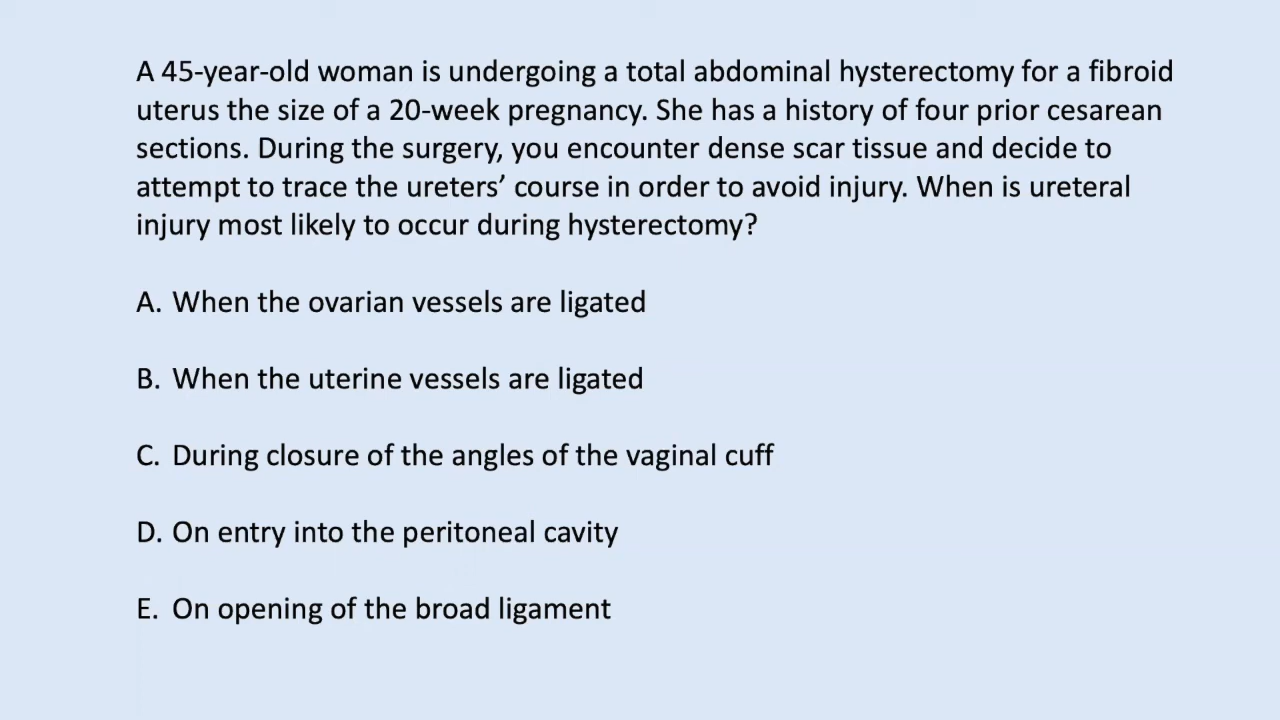 A 45-year-old woman is undergoing a total abdominal hysterectomy for a fibroid
uterus the size of a 20-week pregnancy. She has a history of four prior cesarean
sections. During the surgery, you encounter dense scar tissue and decide to
attempt to trace the ureters’ course in order to avoid injury. When is ureteral
injury most likely to occur during hysterectomy?
A. When the ovarian vessels are ligated
B. When the uterine vessels are ligated
C. During closure of the angles of the vaginal cuff
D. On entry into the peritoneal cavity
E. On opening of the broad ligament